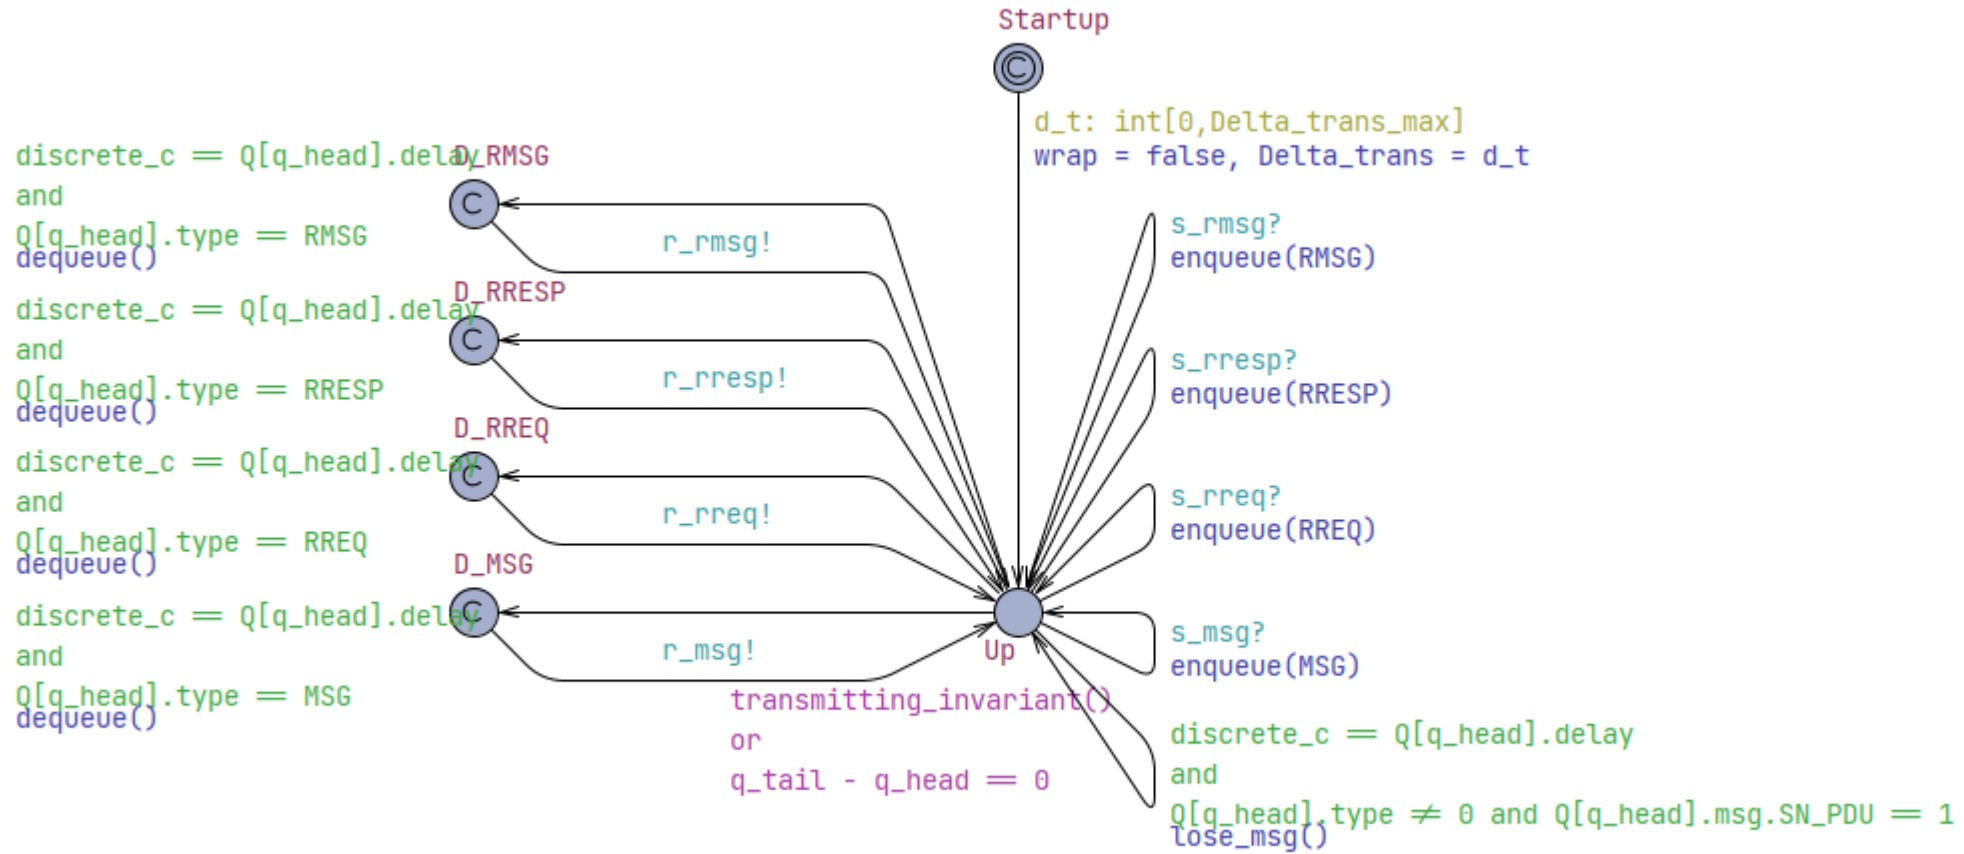 Startup
C
d_t: int[0,Delta_trans_max]
wrap = false, Delta_trans = d_t
discrete_c == Q[q_head].delay
and
Q[q_head].type == RMSG
dequeue()
D_RMSG
C
r_rmsg!
s_rmsg?
enqueue(RMSG)
discrete_c == Q[q_head].delay
and
Q[q_head].type == RRESP
dequeue()
D_RRESP
C
r_rresp!
s_rresp?
enqueue(RRESP)
discrete_c == Q[q_head].delay
and
Q[q_head].type == RREQ
dequeue()
D_RREQ
C
r_rreq!
s_rreq?
enqueue(RREQ)
discrete_c == Q[q_head].delay
and
Q[q_head].type == MSG
dequeue()
D_MSG
C
r_msg!
Up
s_msg?
enqueue(MSG)
transmitting_invariant()
or
q_tail - q_head == 0
discrete_c == Q[q_head].delay
and
Q[q_head].type ≠ 0 and Q[q_head].msg.SN_PDU == 1
lose_msg()